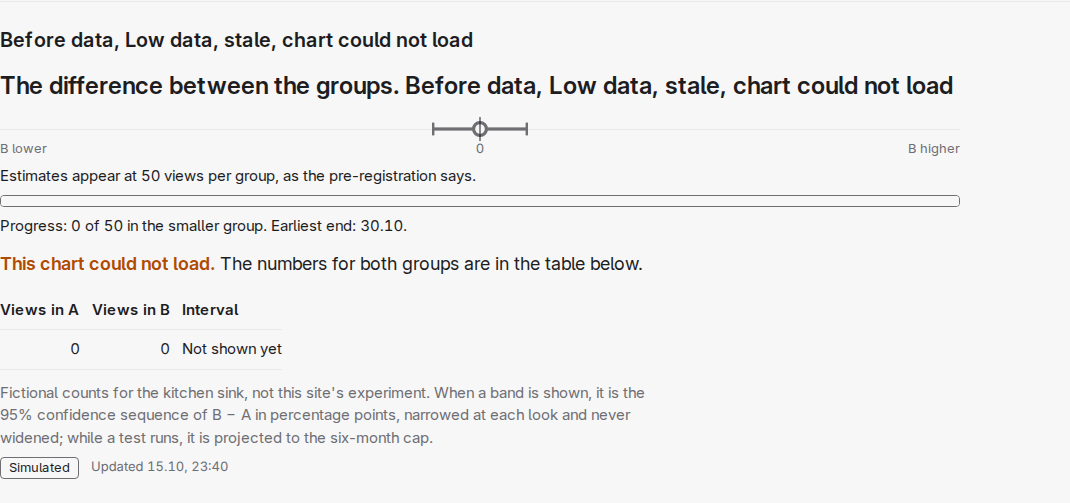 Before data, Low data, stale, chart could not load
The difference between the groups. Before data, Low data, stale, chart could not load
B lower 0 B higher
Estimates appear at 50 views per group, as the pre-registration says.
Progress: 0 of 50 in the smaller group. Earliest end: 30.10.
This chart could not load. The numbers for both groups are in the table below.
Views in A Views in B Interval
0 0 Not shown yet
Fictional counts for the kitchen sink, not this site's experiment. When a band is shown, it is the
95% confidence sequence of B − A in percentage points, narrowed at each look and never
widened; while a test runs, it is projected to the six-month cap.
Simulated Updated 15.10, 23:40